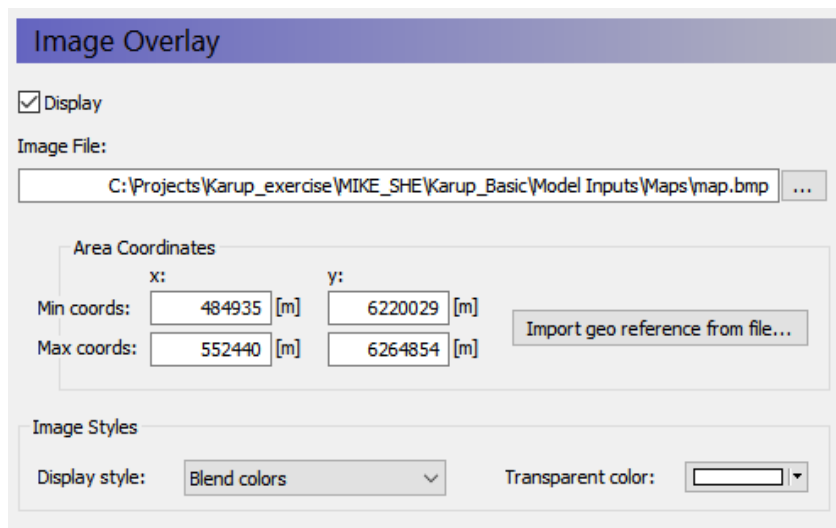 Image Overlay
Display
Image File:
C:\Projects\Karup_exercise\MIKE_SHE\Karup_Basic\Model Inputs\Maps\map.bmp ...
Area Coordinates
x: y:
Min coords: 484935 [m] 6220029 [m]
Import geo reference from file...
Max coords: 552440 [m] 6264854 [m]
Image Styles
Display style: Blend colors Transparent color: